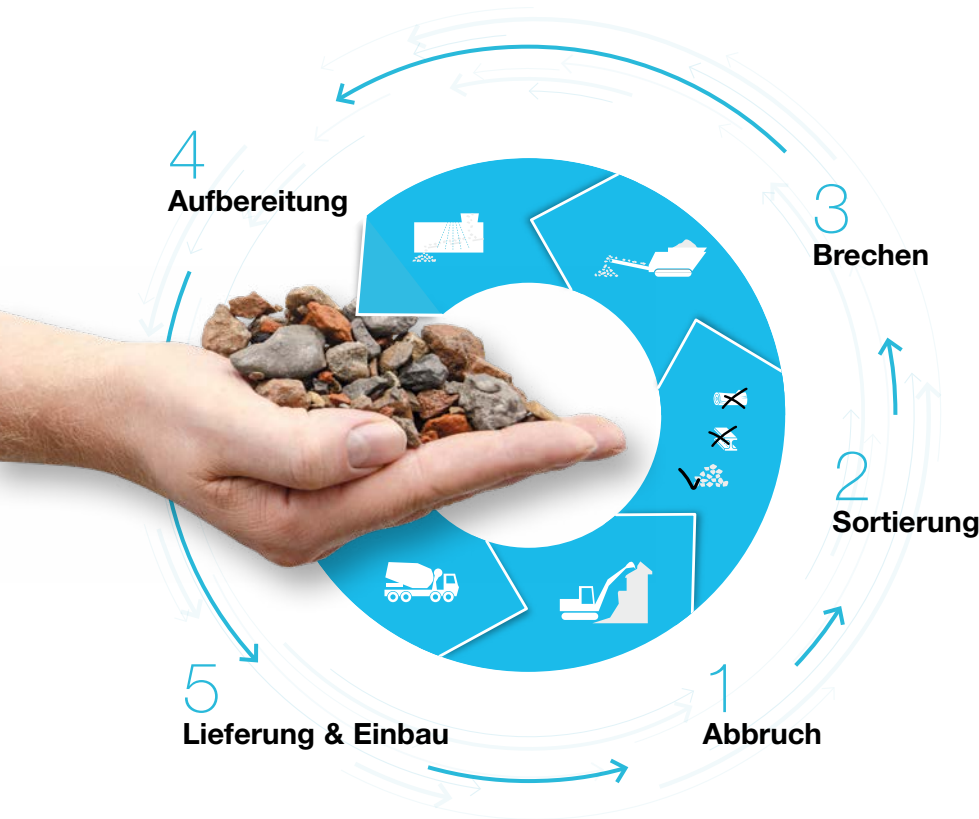 4
Aufbereitung
3
Brechen
2
Sortierung
5
Lieferung & Einbau
1
Abbruch